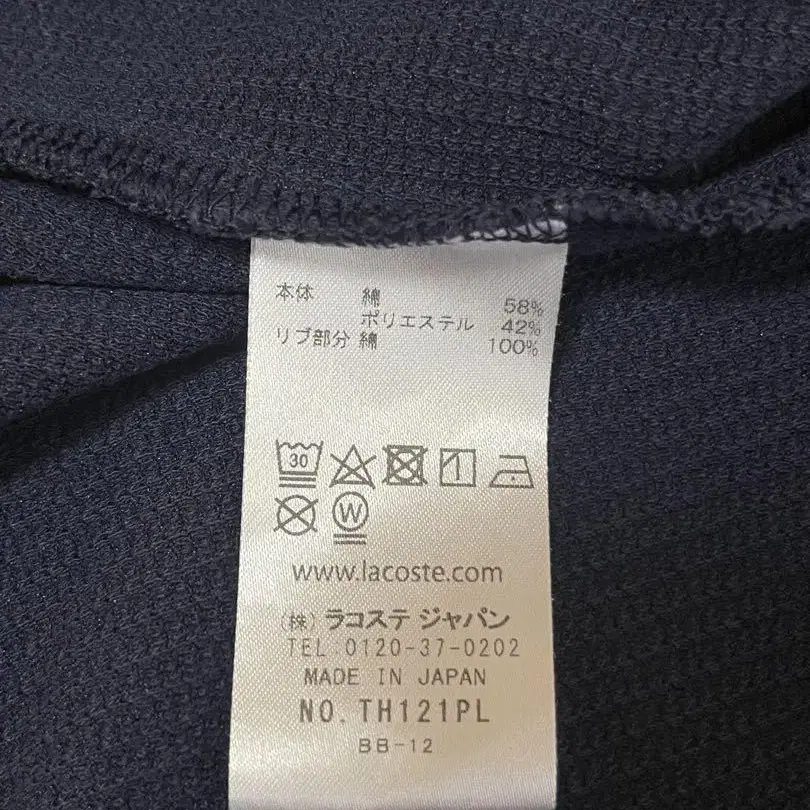 本体 綿 58%
ポリエステル 42%
リブ部分 綿 100%
30
W
www.lacoste.com
(株) ラコステ ジャパン
TEL:0120-37-0202
MADE IN JAPAN
NO. TH121PL
BB-12